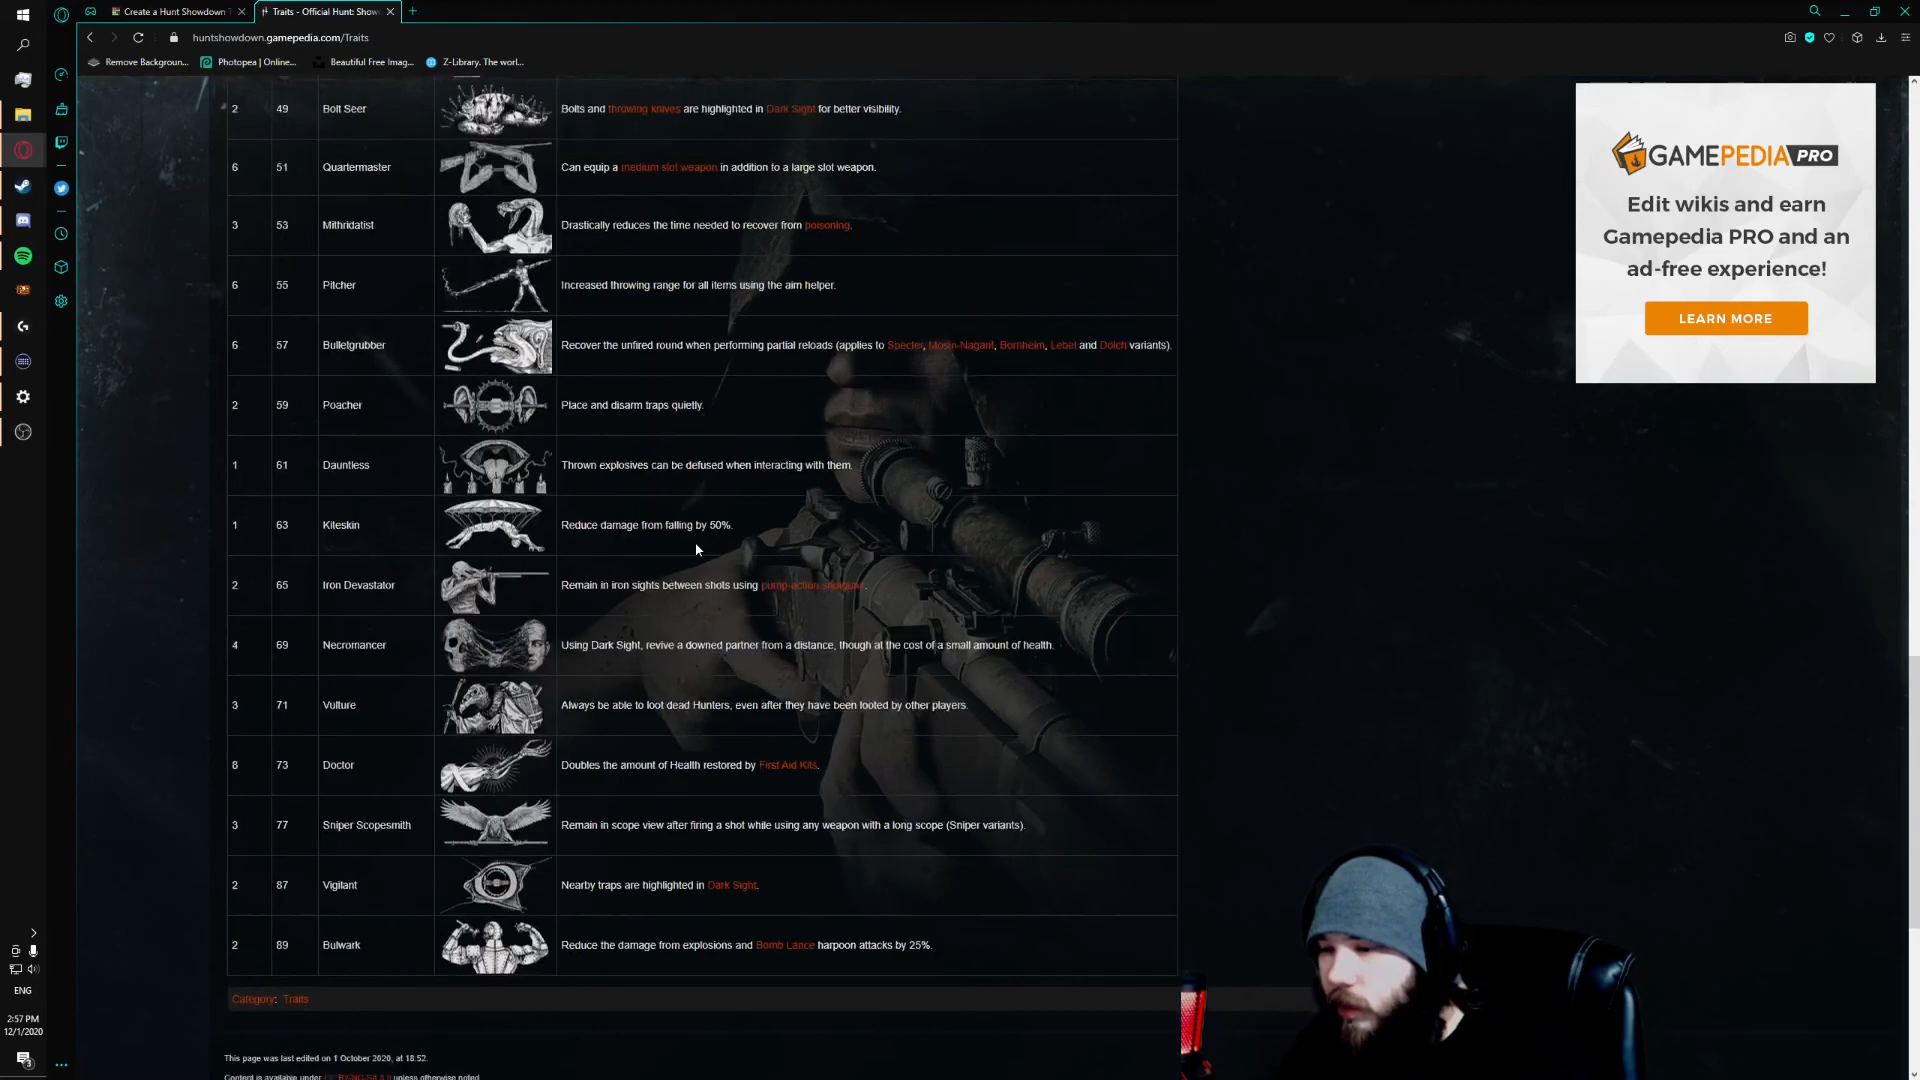 Create a Hunt Showdown T
Traits - Official Hunt: Show
huntshowdown.gamepedia.com/Traits
Remove Backgroun...
Photopea | Online...
Beautiful Free Imag...
Z-Library. The worl...
2 49 Bolt Seer Bolts and throwing knives are highlighted in Dark Sight for better visibility.
6 51 Quartermaster Can equip a medium slot weapon in addition to a large slot weapon.
3 53 Mithridatist Drastically reduces the time needed to recover from poisoning.
6 55 Pitcher Increased throwing range for all items using the aim helper.
6 57 Bulletgrubber Recover the unfired round when performing partial reloads (applies to Specter, Mosin-Nagant, Bornheim, Lebel and Dolch variants).
2 59 Poacher Place and disarm traps quietly.
1 61 Dauntless Thrown explosives can be defused when interacting with them.
1 63 Kiteskin Reduce damage from falling by 50%.
2 65 Iron Devastator Remain in iron sights between shots using pump-action shotguns.
4 69 Necromancer Using Dark Sight, revive a downed partner from a distance, though at the cost of a small amount of health.
3 71 Vulture Always be able to loot dead Hunters, even after they have been looted by other players.
8 73 Doctor Doubles the amount of Health restored by First Aid Kits.
3 77 Sniper Scopesmith Remain in scope view after firing a shot while using any weapon with a long scope (Sniper variants).
2 87 Vigilant Nearby traps are highlighted in Dark Sight.
2 89 Bulwark Reduce the damage from explosions and Bomb Lance harpoon attacks by 25%.
Category: Traits
This page was last edited on 1 October 2020, at 18:52.
Content is available under unless otherwise noted.
GAMEPEDIA PRO
Edit wikis and earn
Gamepedia PRO and an
ad-free experience!
LEARN MORE
ENG
2:57 PM
12/1/2020
3